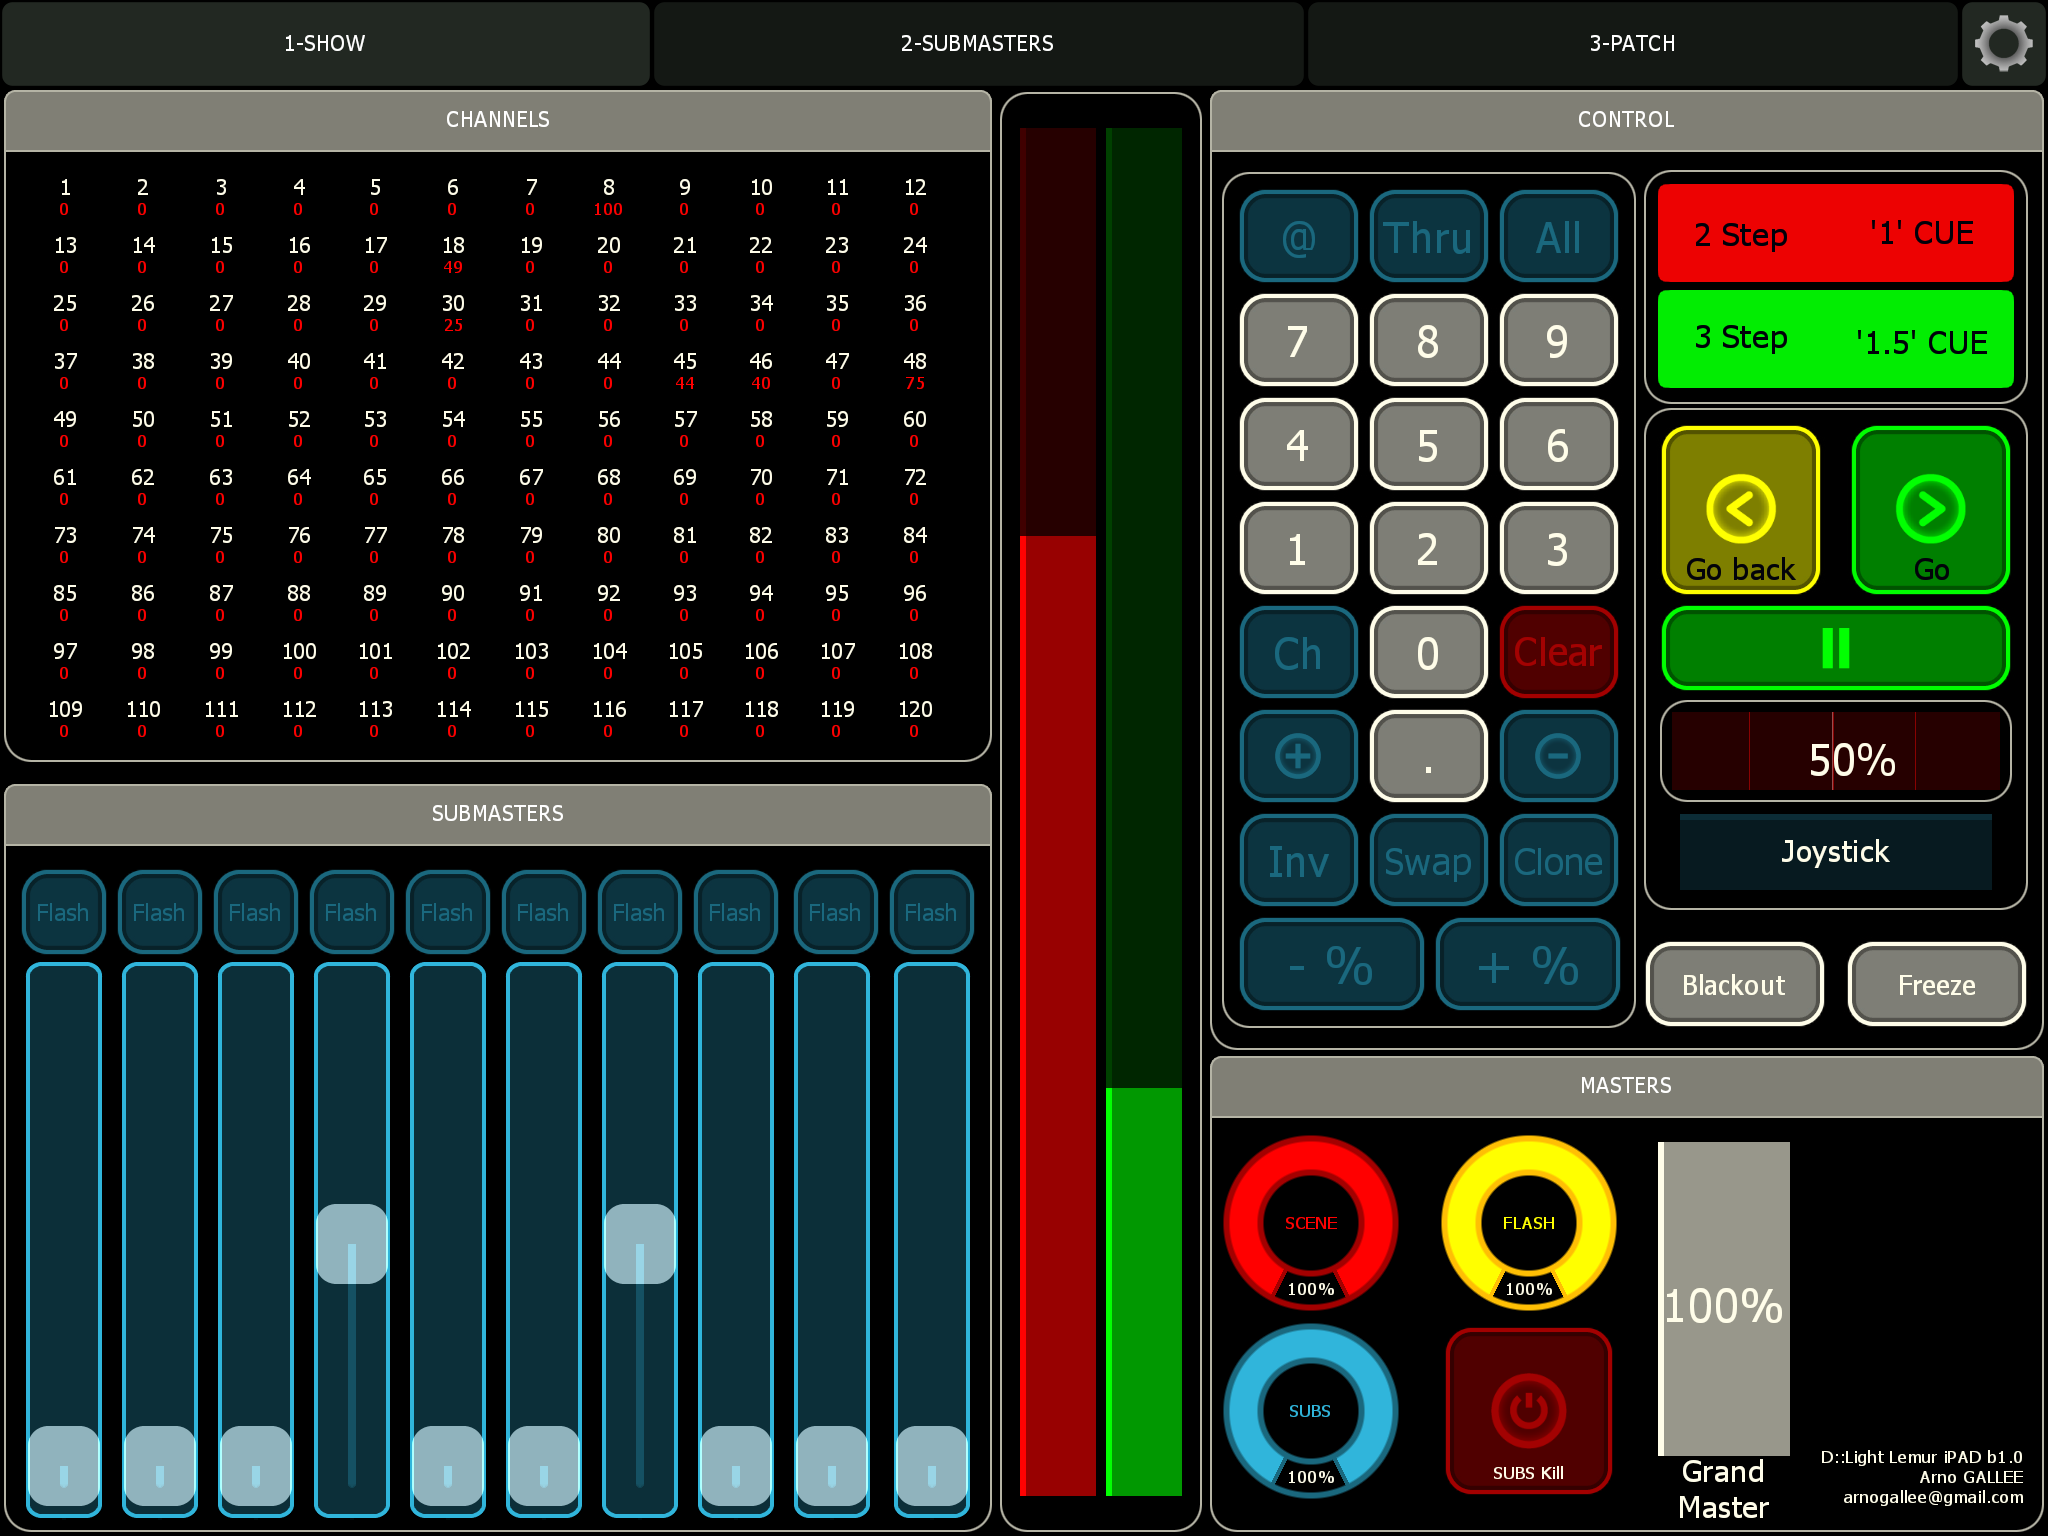 1-SHOW 2-SUBMASTERS 3-PATCH
CHANNELS
1 2 3 4 5 6 7 8 9 10 11 12
0 0 0 0 0 0 0 100 0 0 0 0
13 14 15 16 17 18 19 20 21 22 23 24
0 0 0 0 0 49 0 0 0 0 0 0
25 26 27 28 29 30 31 32 33 34 35 36
0 0 0 0 0 25 0 0 0 0 0 0
37 38 39 40 41 42 43 44 45 46 47 48
0 0 0 0 0 0 0 0 44 40 0 75
49 50 51 52 53 54 55 56 57 58 59 60
0 0 0 0 0 0 0 0 0 0 0 0
61 62 63 64 65 66 67 68 69 70 71 72
0 0 0 0 0 0 0 0 0 0 0 0
73 74 75 76 77 78 79 80 81 82 83 84
0 0 0 0 0 0 0 0 0 0 0 0
85 86 87 88 89 90 91 92 93 94 95 96
0 0 0 0 0 0 0 0 0 0 0 0
97 98 99 100 101 102 103 104 105 106 107 108
0 0 0 0 0 0 0 0 0 0 0 0
109 110 111 112 113 114 115 116 117 118 119 120
0 0 0 0 0 0 0 0 0 0 0 0
SUBMASTERS
Flash Flash Flash Flash Flash Flash Flash Flash Flash Flash
CONTROL
@ Thru All
7 8 9
4 5 6
1 2 3
Ch 0 Clear
+ . -
Inv Swap Clone
- % + %
2 Step '1' CUE
3 Step '1.5' CUE
< >
Go back Go
50%
Joystick
Blackout Freeze
MASTERS
SCENE
100%
FLASH
100%
SUBS
100%
SUBS Kill
100%
Grand
Master
D::Light Lemur iPAD b1.0
Arno GALLEE
arnogallee@gmail.com